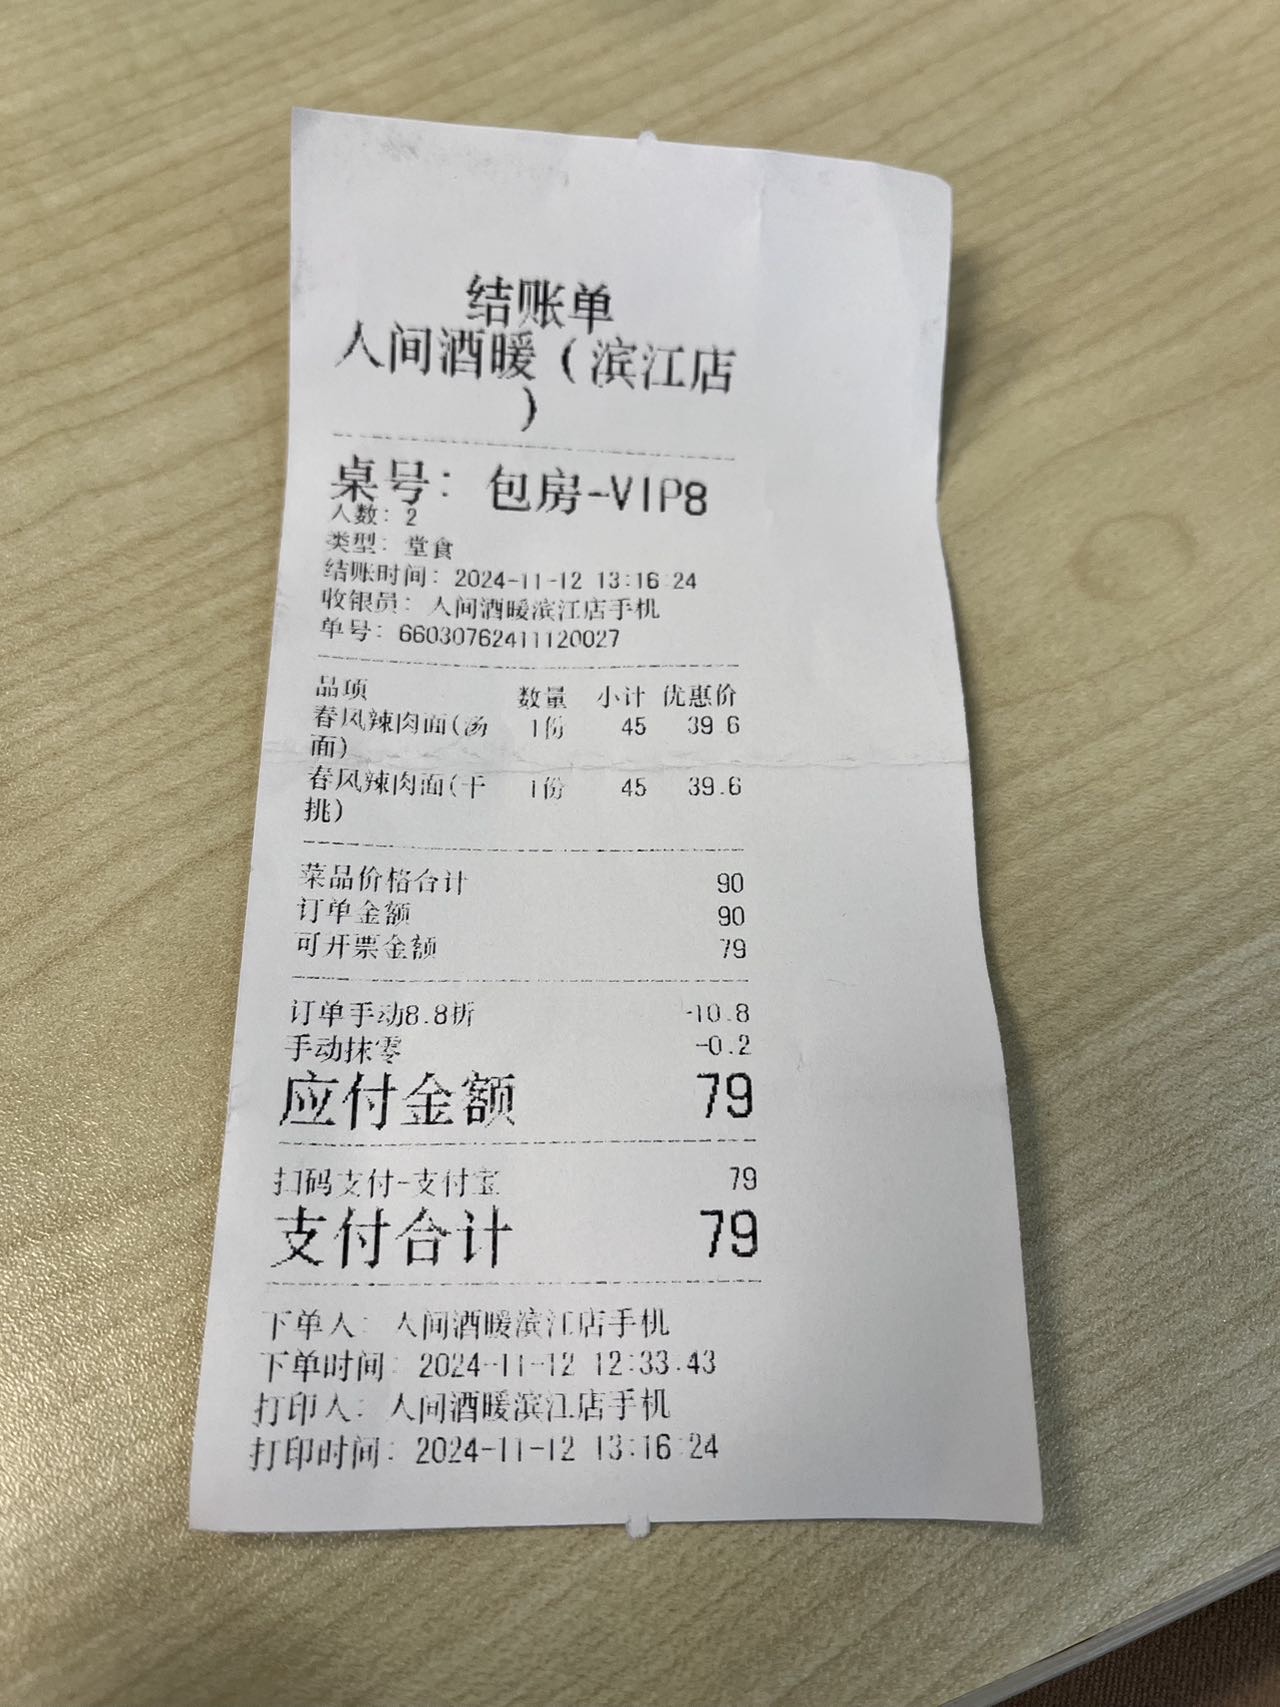 结账单
人间酒暖（滨江店
）
桌号：包房-VIP8
人数：2
类型：堂食
结账时间：2024-11-12 13:16:24
收银员：人间酒暖滨江店手机
单号：66030762411120027
品项 数量 小计 优惠价
春风辣肉面(汤 1份 45 39.6
面)
春风辣肉面(干 1份 45 39.6
挑)
菜品价格合计 90
订单金额 90
可开票金额 79
订单手动8.8折 -10.8
手动抹零 -0.2
应付金额 79
扫码支付-支付宝 79
支付合计 79
下单人：人间酒暖滨江店手机
下单时间：2024-11-12 12:33:43
打印人：人间酒暖滨江店手机
打印时间：2024-11-12 13:16:24